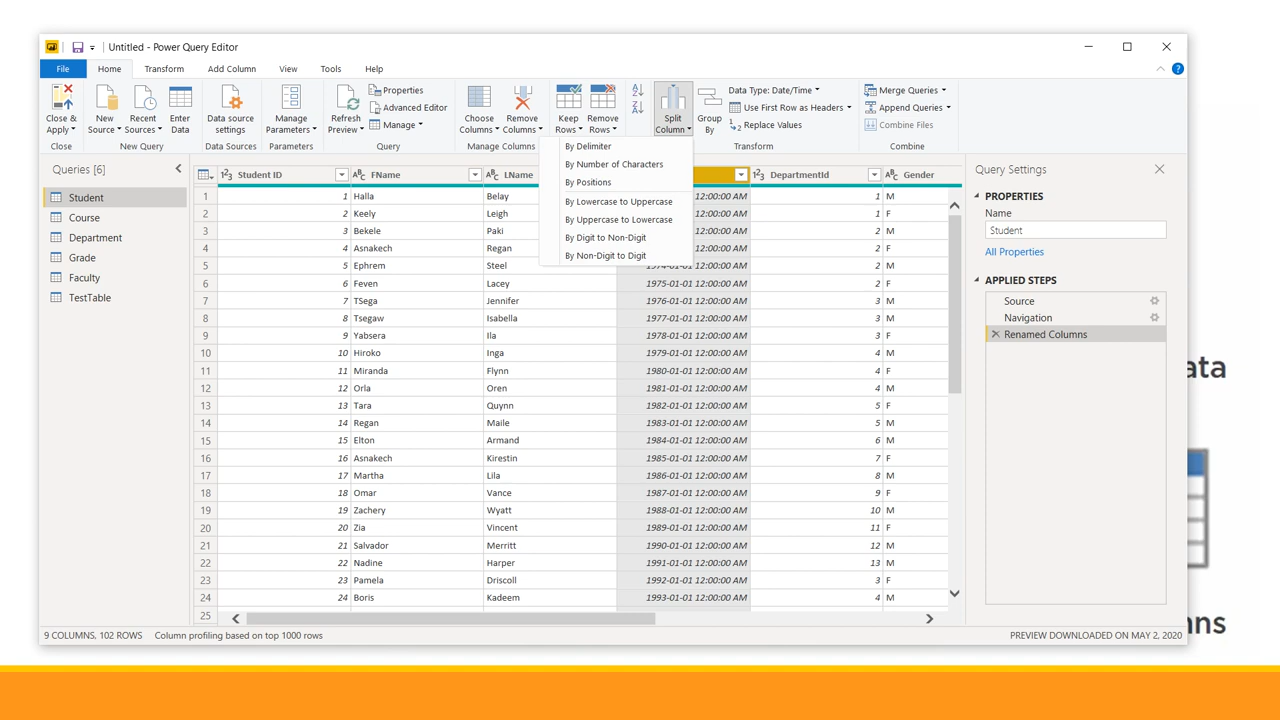 Untitled - Power Query Editor
File Home Transform Add Column View Tools Help
Close & Apply
New Source
Recent Sources
Enter Data
Data source settings
Manage Parameters
Refresh Preview
Properties
Advanced Editor
Manage
Choose Columns
Remove Columns
Keep Rows
Remove Rows
Split Column
Group By
Data Type: Date/Time
Use First Row as Headers
Replace Values
Merge Queries
Append Queries
Combine Files
Close New Query Data Sources Parameters Query Manage Columns Transform Combine
By Delimiter
By Number of Characters
By Positions
By Lowercase to Uppercase
By Uppercase to Lowercase
By Digit to Non-Digit
By Non-Digit to Digit
Queries [6]
Student
Course
Department
Grade
Faculty
TestTable
Student ID FName LName DepartmentId Gender
1 1 Halla Belay 12:00:00 AM 1 M
2 2 Keely Leigh 12:00:00 AM 1 F
3 3 Bekele Paki 12:00:00 AM 2 M
4 4 Asnakech Regan 12:00:00 AM 2 F
5 5 Ephrem Steel 1974-01-01 12:00:00 AM 2 M
6 6 Feven Lacey 1975-01-01 12:00:00 AM 2 F
7 7 TSega Jennifer 1976-01-01 12:00:00 AM 3 M
8 8 Tsegaw Isabella 1977-01-01 12:00:00 AM 3 M
9 9 Yabsera Ila 1978-01-01 12:00:00 AM 3 F
10 10 Hiroko Inga 1979-01-01 12:00:00 AM 4 M
11 11 Miranda Flynn 1980-01-01 12:00:00 AM 4 F
12 12 Orla Oren 1981-01-01 12:00:00 AM 4 M
13 13 Tara Quynn 1982-01-01 12:00:00 AM 5 F
14 14 Regan Maile 1983-01-01 12:00:00 AM 5 M
15 15 Elton Armand 1984-01-01 12:00:00 AM 6 M
16 16 Asnakech Kirestin 1985-01-01 12:00:00 AM 7 F
17 17 Martha Lila 1986-01-01 12:00:00 AM 8 M
18 18 Omar Vance 1987-01-01 12:00:00 AM 9 F
19 19 Zachery Wyatt 1988-01-01 12:00:00 AM 10 M
20 20 Zia Vincent 1989-01-01 12:00:00 AM 11 F
21 21 Salvador Merritt 1990-01-01 12:00:00 AM 12 M
22 22 Nadine Harper 1991-01-01 12:00:00 AM 13 M
23 23 Pamela Driscoll 1992-01-01 12:00:00 AM 3 F
24 24 Boris Kadeem 1993-01-01 12:00:00 AM 4 M
25
Query Settings
PROPERTIES
Name
Student
All Properties
APPLIED STEPS
Source
Navigation
Renamed Columns
9 COLUMNS, 102 ROWS Column profiling based on top 1000 rows PREVIEW DOWNLOADED ON MAY 2, 2020
ata
ns